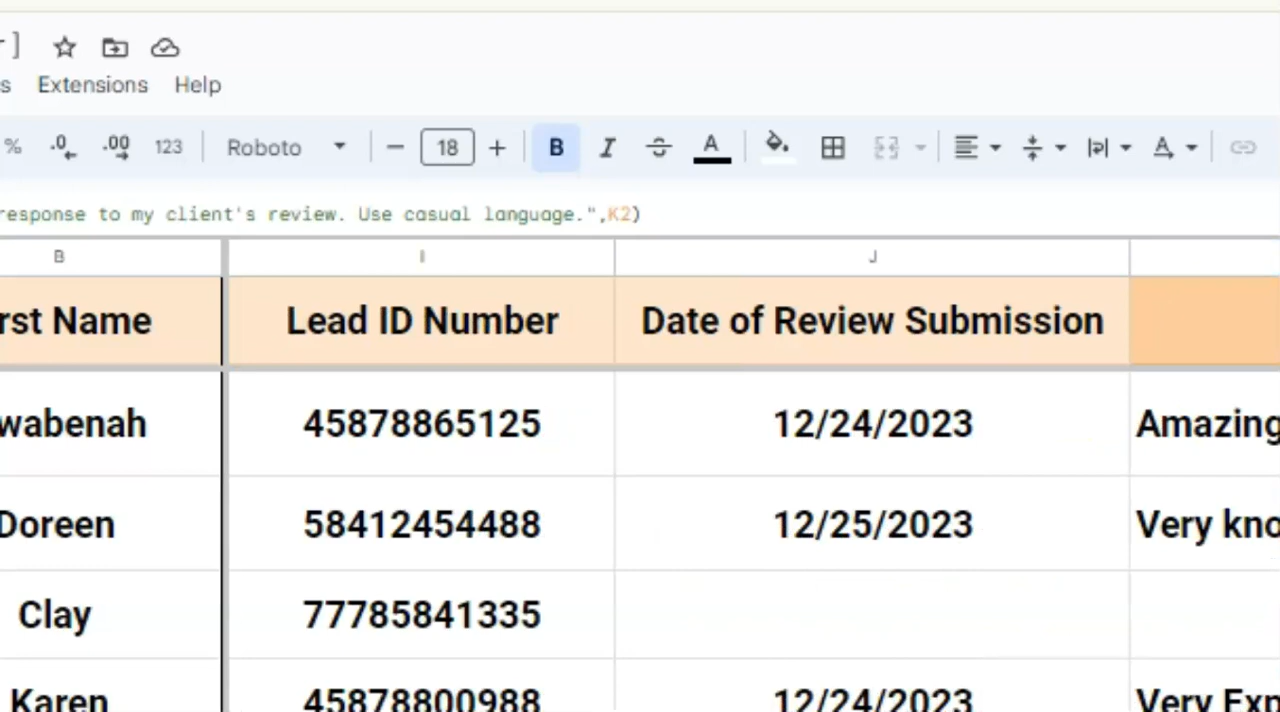 r]
s Extensions Help
% .0 .00 123 Roboto − 18 + B I S A A
response to my client's review. Use casual language.",K2)
B I J
rst Name Lead ID Number Date of Review Submission
wabenah 45878865125 12/24/2023 Amazing
Doreen 58412454488 12/25/2023 Very kno
Clay 77785841335
Karen 45878800988 12/24/2023 Very Exp